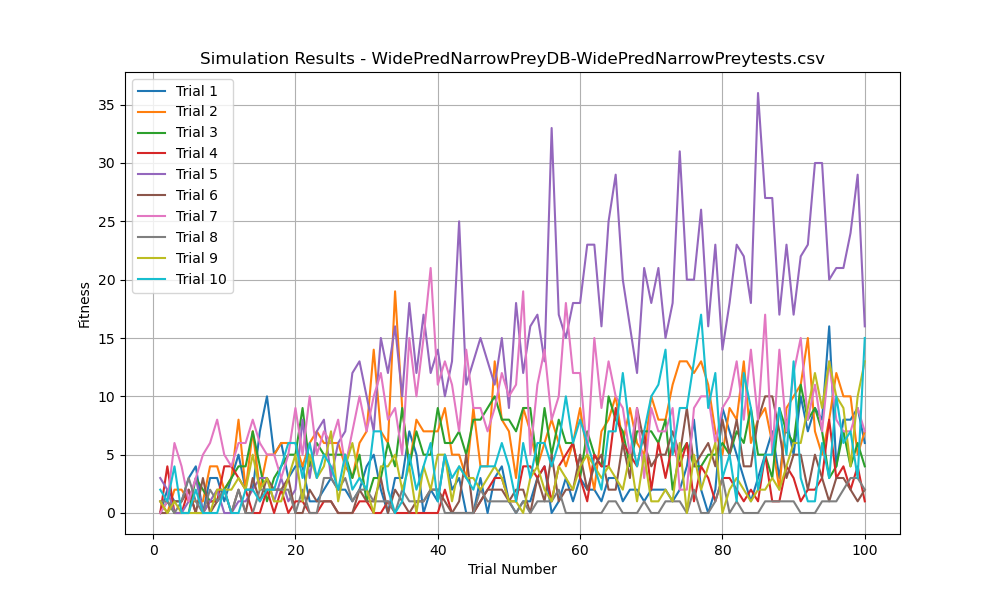 Simulation Results - WidePredNarrowPreyDB-WidePredNarrowPreytests.csv
Fitness
35
30
25
20
15
10
5
0
Trial 1
Trial 2
Trial 3
Trial 4
Trial 5
Trial 6
Trial 7
Trial 8
Trial 9
Trial 10
0 20 40 60 80 100
Trial Number